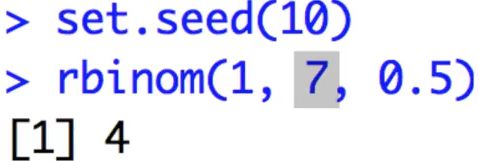 > set.seed(10)
> rbinom(1, 7, 0.5)
[1] 4